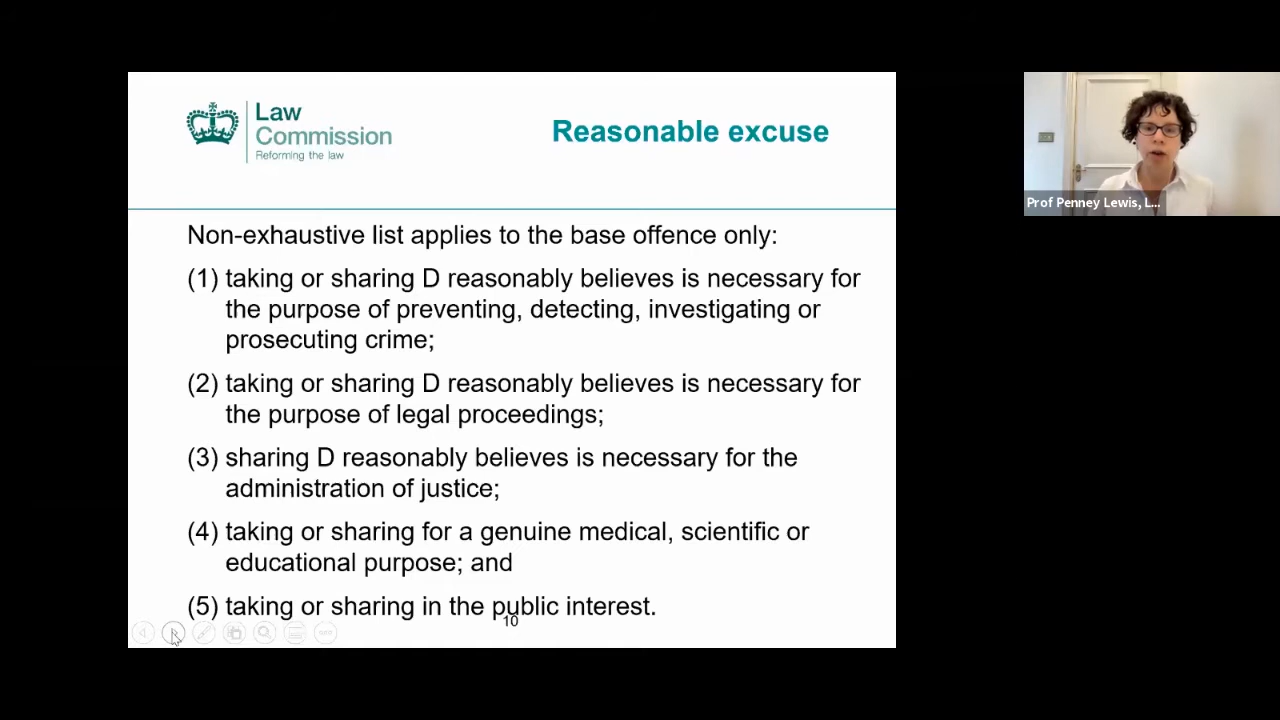 Law
Commission
Reforming the law
Reasonable excuse
Non-exhaustive list applies to the base offence only:
(1) taking or sharing D reasonably believes is necessary for
the purpose of preventing, detecting, investigating or
prosecuting crime;
(2) taking or sharing D reasonably believes is necessary for
the purpose of legal proceedings;
(3) sharing D reasonably believes is necessary for the
administration of justice;
(4) taking or sharing for a genuine medical, scientific or
educational purpose; and
(5) taking or sharing in the public interest.
10
Prof Penney Lewis, L...